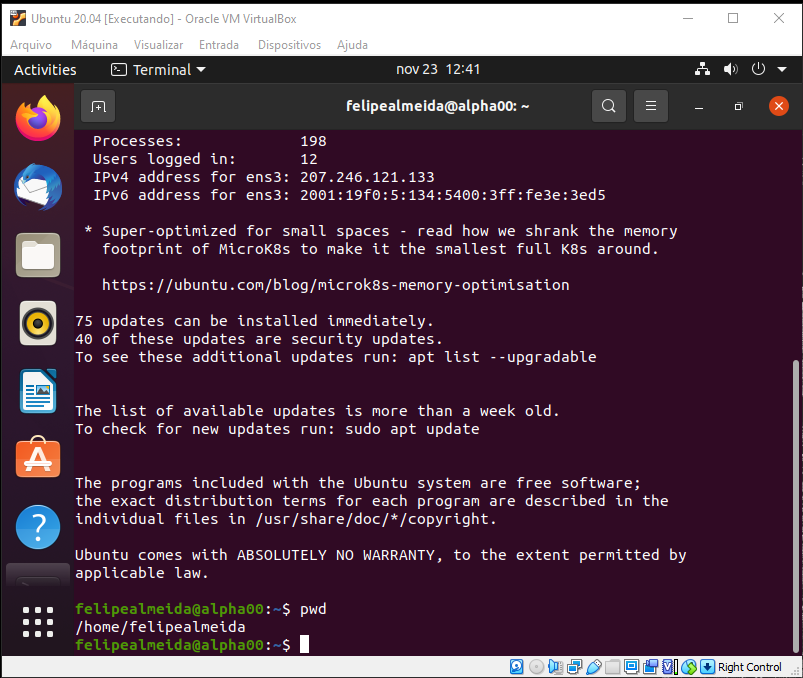 Ubuntu 20.04 [Executando] - Oracle VM VirtualBox
Arquivo Máquina Visualizar Entrada Dispositivos Ajuda
Activities Terminal nov 23 12:41
felipealmeida@alpha00: ~
Processes: 198
Users logged in: 12
IPv4 address for ens3: 207.246.121.133
IPv6 address for ens3: 2001:19f0:5:134:5400:3ff:fe3e:3ed5
* Super-optimized for small spaces - read how we shrank the memory
footprint of MicroK8s to make it the smallest full K8s around.
https://ubuntu.com/blog/microk8s-memory-optimisation
75 updates can be installed immediately.
40 of these updates are security updates.
To see these additional updates run: apt list --upgradable
The list of available updates is more than a week old.
To check for new updates run: sudo apt update
The programs included with the Ubuntu system are free software;
the exact distribution terms for each program are described in the
individual files in /usr/share/doc/*/copyright.
Ubuntu comes with ABSOLUTELY NO WARRANTY, to the extent permitted by
applicable law.
felipealmeida@alpha00:~$ pwd
/home/felipealmeida
felipealmeida@alpha00:~$
Right Control